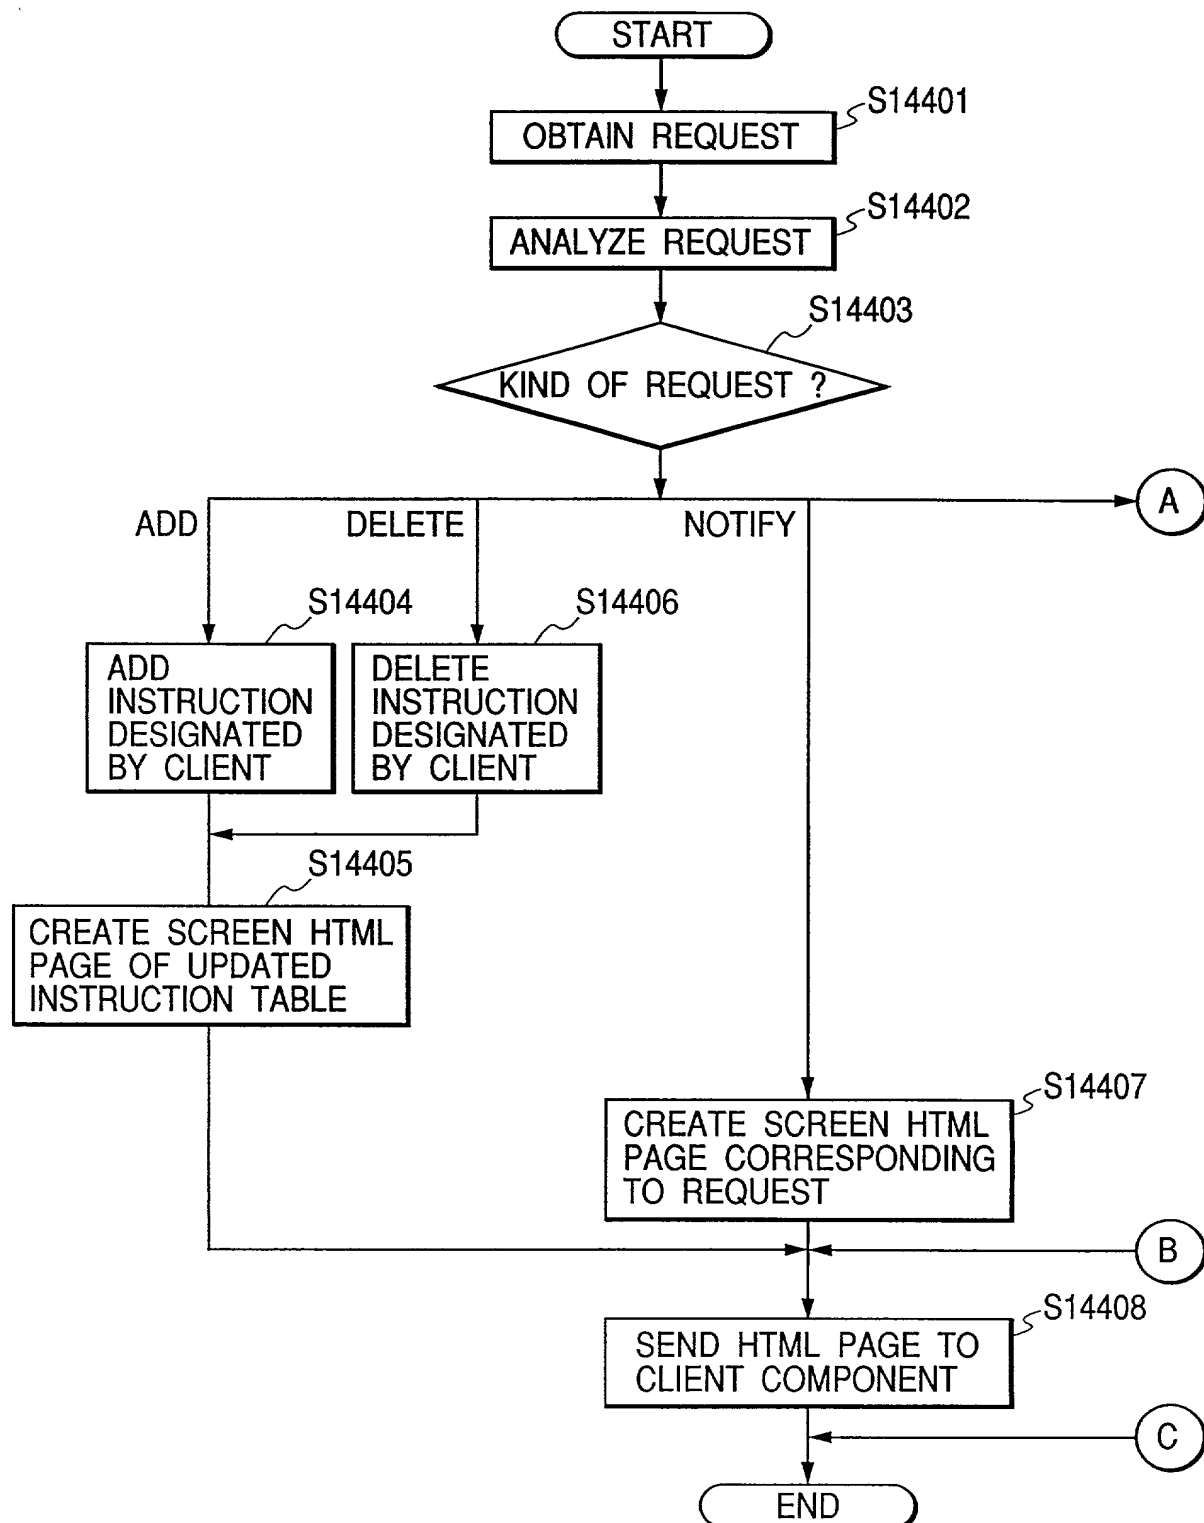 START
S14401
OBTAIN REQUEST
S14402
ANALYZE REQUEST
S14403
KIND OF REQUEST ?
A
ADD
DELETE
NOTIFY
S14404
ADD
INSTRUCTION
DESIGNATED
BY CLIENT
S14406
DELETE
INSTRUCTION
DESIGNATED
BY CLIENT
S14405
CREATE SCREEN HTML
PAGE OF UPDATED
INSTRUCTION TABLE
S14407
CREATE SCREEN HTML
PAGE CORRESPONDING
TO REQUEST
B
S14408
SEND HTML PAGE TO
CLIENT COMPONENT
C
END